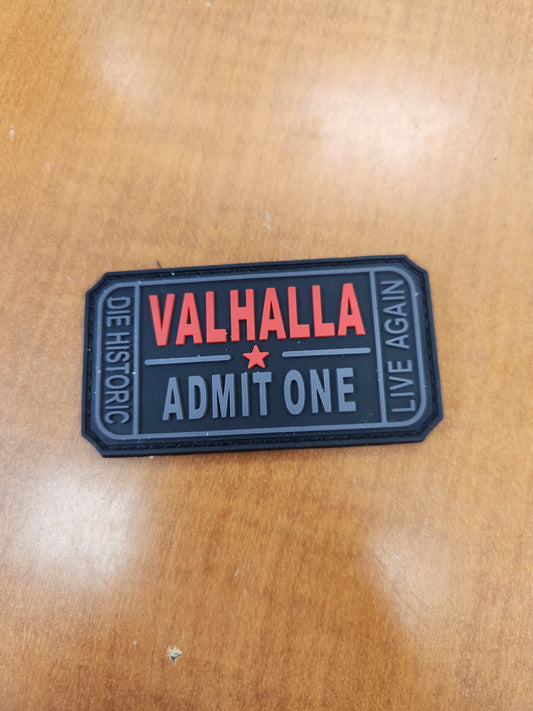 DIE HISTORIC
VALHALLA
ADMIT ONE
LIVE AGAIN